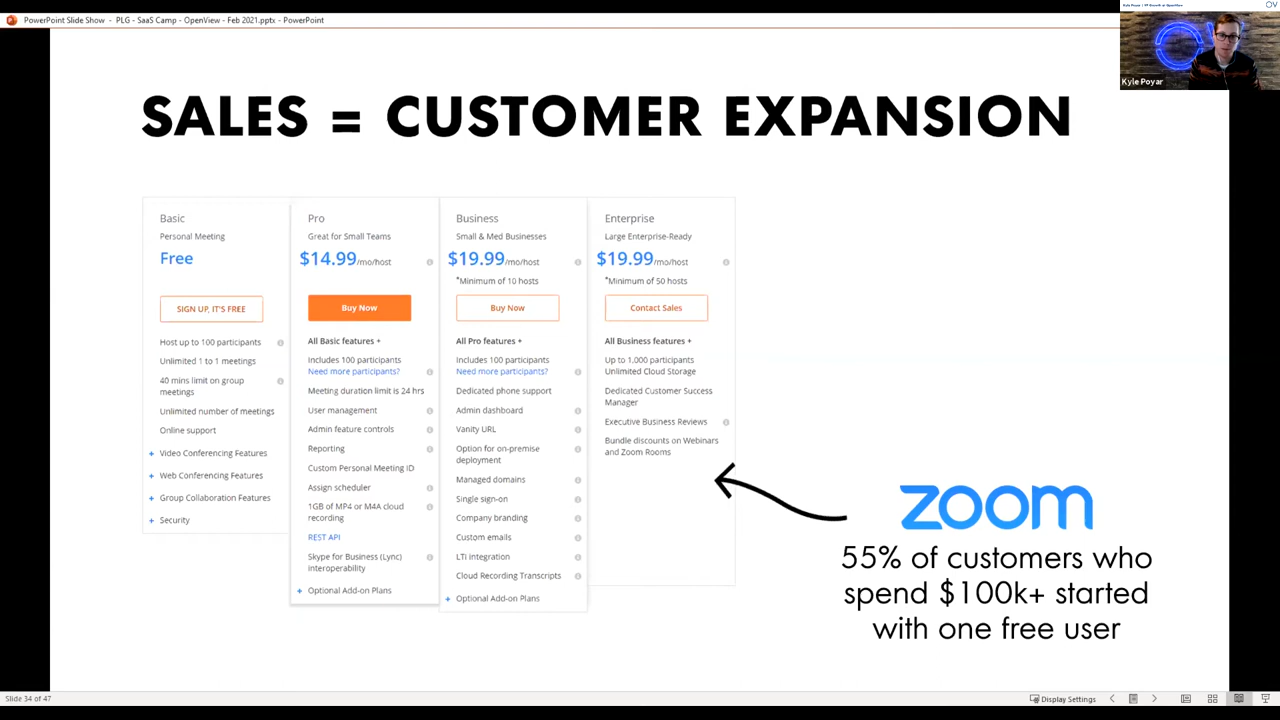 PowerPoint Slide Show - PLG - SaaS Camp - OpenView - Feb 2021.pptx - PowerPoint
OV
Kyle Poyar
SALES = CUSTOMER EXPANSION
Basic
Personal Meeting
Free
SIGN UP, IT'S FREE
Host up to 100 participants
Unlimited 1 to 1 meetings
40 mins limit on group
meetings
Unlimited number of meetings
Online support
+ Video Conferencing Features
+ Web Conferencing Features
+ Group Collaboration Features
+ Security
Pro
Great for Small Teams
$14.99/mo/host
Buy Now
All Basic features +
Includes 100 participants
Need more participants?
Meeting duration limit is 24 hrs
User management
Admin feature controls
Reporting
Custom Personal Meeting ID
Assign scheduler
1GB of MP4 or M4A cloud
recording
REST API
Skype for Business (Lync)
interoperability
+ Optional Add-on Plans
Business
Small & Med Businesses
$19.99/mo/host
*Minimum of 10 hosts
Buy Now
All Pro features +
Includes 100 participants
Need more participants?
Dedicated phone support
Admin dashboard
Vanity URL
Option for on-premise
deployment
Managed domains
Single sign-on
Company branding
Custom emails
LTI integration
Cloud Recording Transcripts
+ Optional Add-on Plans
Enterprise
Large Enterprise-Ready
$19.99/mo/host
*Minimum of 50 hosts
Contact Sales
All Business features +
Up to 1,000 participants
Unlimited Cloud Storage
Dedicated Customer Success
Manager
Executive Business Reviews
Bundle discounts on Webinars
and Zoom Rooms
zoom
55% of customers who
spend $100k+ started
with one free user
Slide 34 of 47
Display Settings